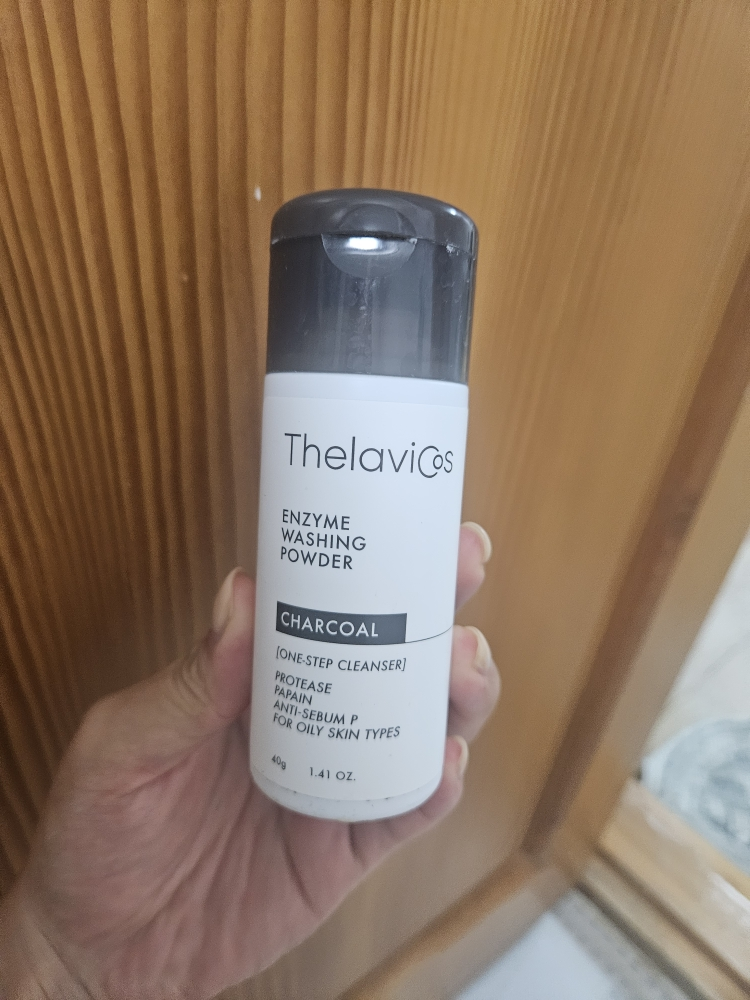 ThelaviCos
ENZYME
WASHING
POWDER
CHARCOAL
[ONE-STEP CLEANSER]
PROTEASE
PAPAIN
ANTI-SEBUM P
FOR OILY SKIN TYPES
40g 1.41 OZ.